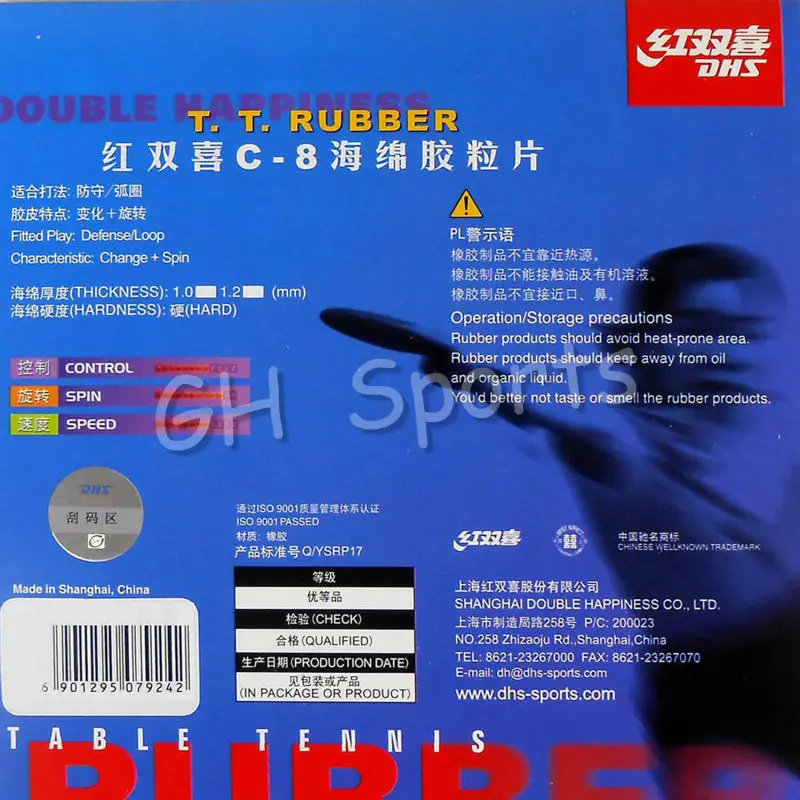 红双喜
DHS
DOUBLE HAPPINESS
T. T. RUBBER
红双喜C-8海绵胶粒片
适合打法: 防守/弧圈
胶皮特点: 变化+旋转
Fitted Play: Defense/Loop
Characteristic: Change + Spin
海绵厚度(THICKNESS): 1.0 1.2 (mm)
海绵硬度(HARDNESS): 硬(HARD)
控制 CONTROL
旋转 SPIN
速度 SPEED
PL警示语
橡胶制品不宜靠近热源。
橡胶制品不能接触油及有机溶液。
橡胶制品不宜接近口、鼻。
Operation/Storage precautions
Rubber products should avoid heat-prone area.
Rubber products should keep away from oil
and organic liquid.
You'd better not taste or smell the rubber products.
GH Sports
DHS
刮码区
通过ISO 9001质量管理体系认证
ISO 9001 PASSED
材质: 橡胶
产品标准号 Q/YSRP17
等级
优等品
检验(CHECK)
合格(QUALIFIED)
生产日期(PRODUCTION DATE)
见包装或产品
(IN PACKAGE OR PRODUCT)
Made in Shanghai, China
6 901295 079242
红双喜
囍
中国驰名商标
CHINESE WELLKNOWN TRADEMARK
上海红双喜股份有限公司
SHANGHAI DOUBLE HAPPINESS CO., LTD.
上海市制造局路258号 P/C: 200023
NO.258 Zhizaoju Rd.,Shanghai,China
TEL: 8621-23267000 FAX: 8621-23267070
E-mail: dh@dhs-sports.com
www.dhs-sports.com
TABLE TENNIS
RUBBER